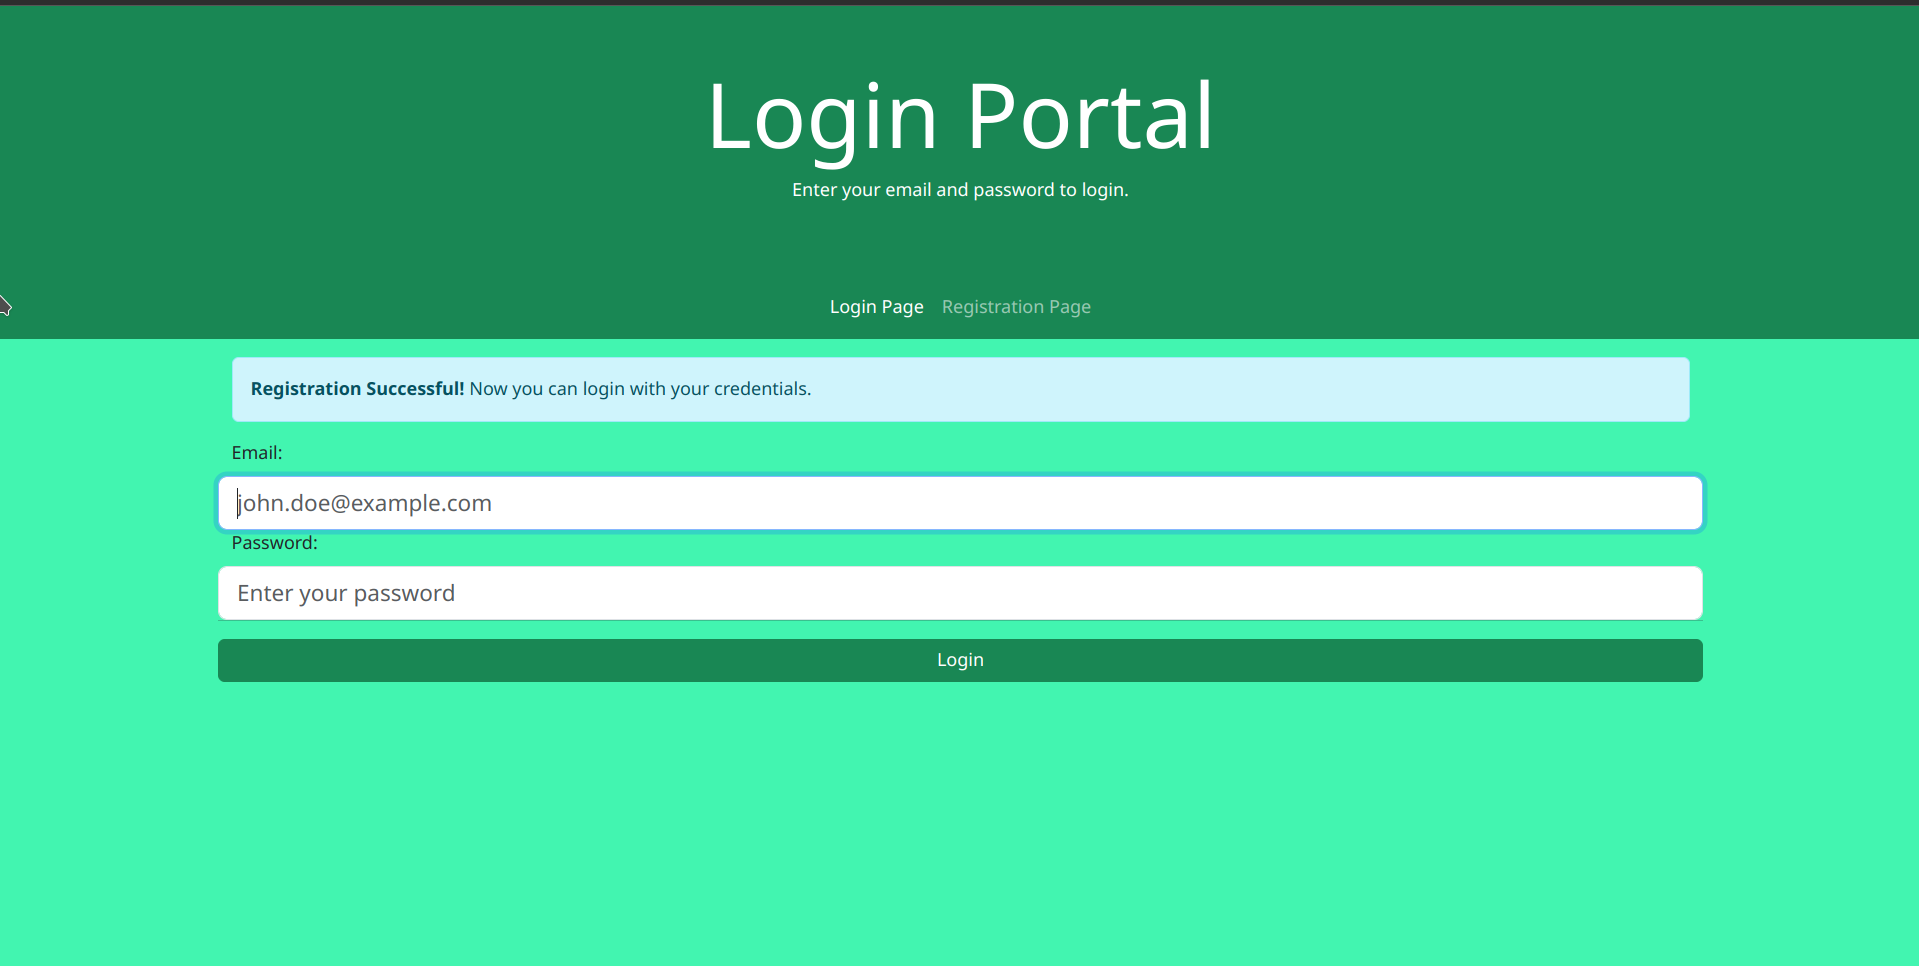 Login Portal
Enter your email and password to login.
Login Page Registration Page
Registration Successful! Now you can login with your credentials.
Email:
john.doe@example.com
Password:
Enter your password
Login